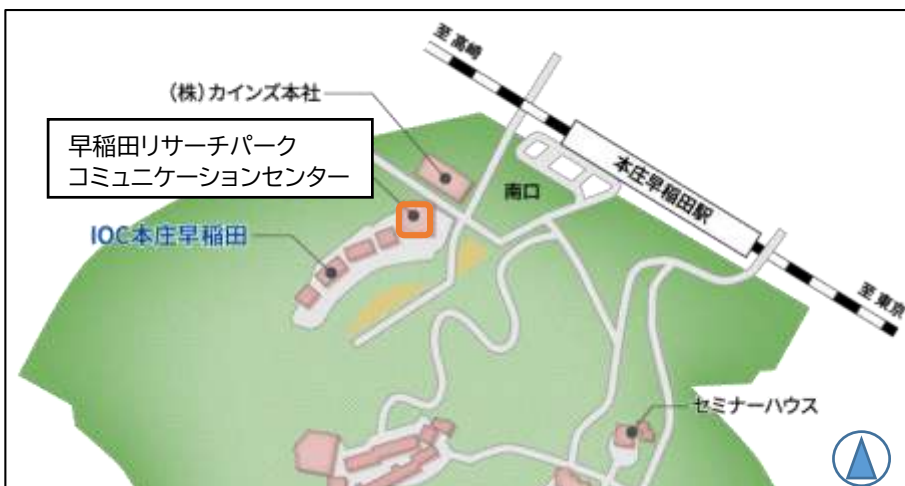 至 高崎
(株)カインズ本社
早稲田リサーチパーク
コミュニケーションセンター
本庄早稲田駅
南口
IOC本庄早稲田
至 東京
セミナーハウス